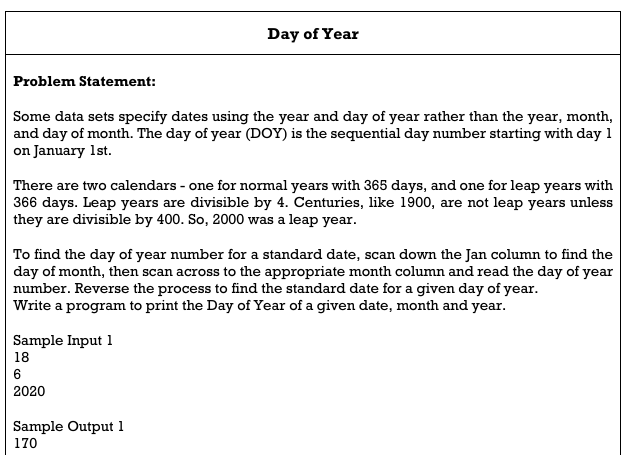 Day of Year
Problem Statement:
Some data sets specify dates using the year and day of year rather than the year, month,
and day of month. The day of year (DOY) is the sequential day number starting with day 1
on January 1st.
There are two calendars - one for normal years with 365 days, and one for leap years with
366 days. Leap years are divisible by 4. Centuries, like 1900, are not leap years unless
they are divisible by 400. So, 2000 was a leap year.
To find the day of year number for a standard date, scan down the Jan column to find the
day of month, then scan across to the appropriate month column and read the day of year
number. Reverse the process to find the standard date for a given day of year.
Write a program to print the Day of Year of a given date, month and year.
Sample Input 1
18
6
2020
Sample Output 1
170